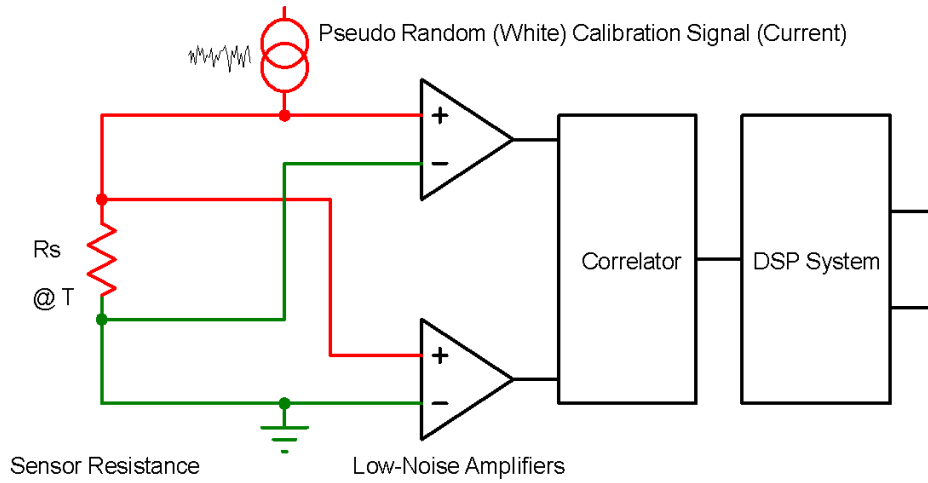 Pseudo Random (White) Calibration Signal (Current)
+
−
Rs
@ T
Correlator
DSP System
+
−
Sensor Resistance
Low-Noise Amplifiers